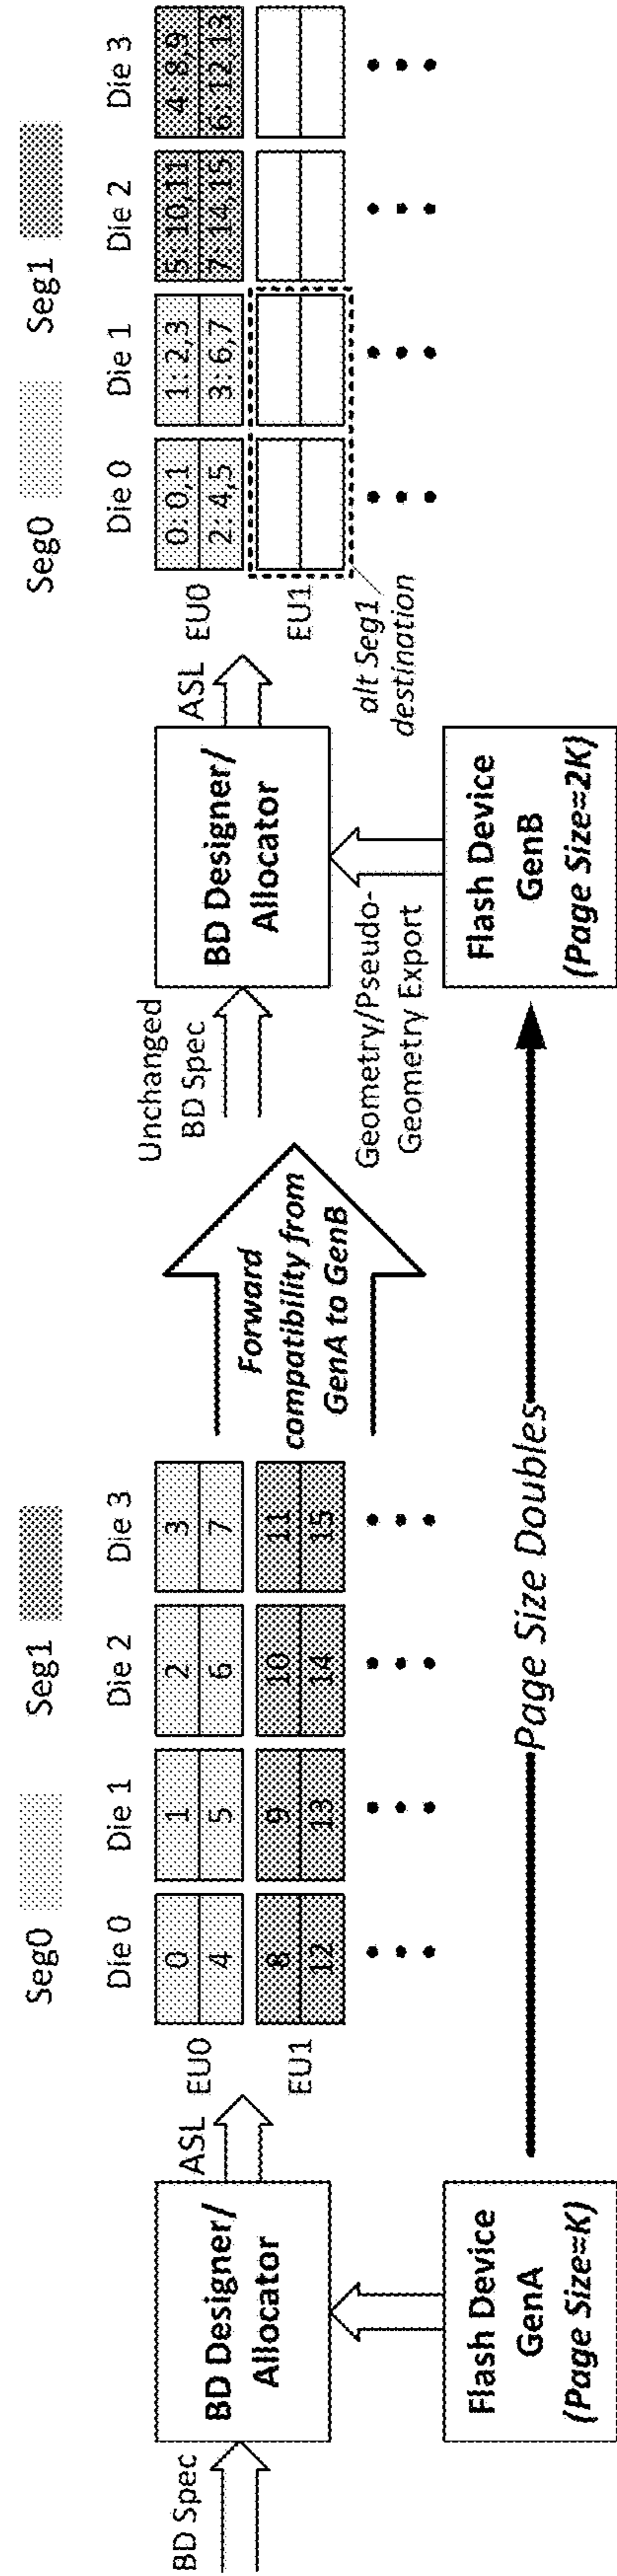 BD Spec
BD Designer/
Allocator
Flash Device
GenA
(Page Size=K)
ASL
Seg0
Seg1
Die 0
Die 1
Die 2
Die 3
EU0
0
1
2
3
4
5
6
7
EU1
8
9
10
11
12
13
14
15
Forward
compatibility from
GenA to GenB
Page Size Doubles
Unchanged
BD Spec
BD Designer/
Allocator
Geometry/Pseudo-
Geometry Export
Flash Device
GenB
(Page Size=2K)
ASL
Seg0
Seg1
Die 0
Die 1
Die 2
Die 3
EU0
0: 0,1
1: 2,3
5: 10,11
4: 8,9
2: 4,5
3: 6,7
7: 14,15
6: 12,13
EU1
alt Seg1
destination